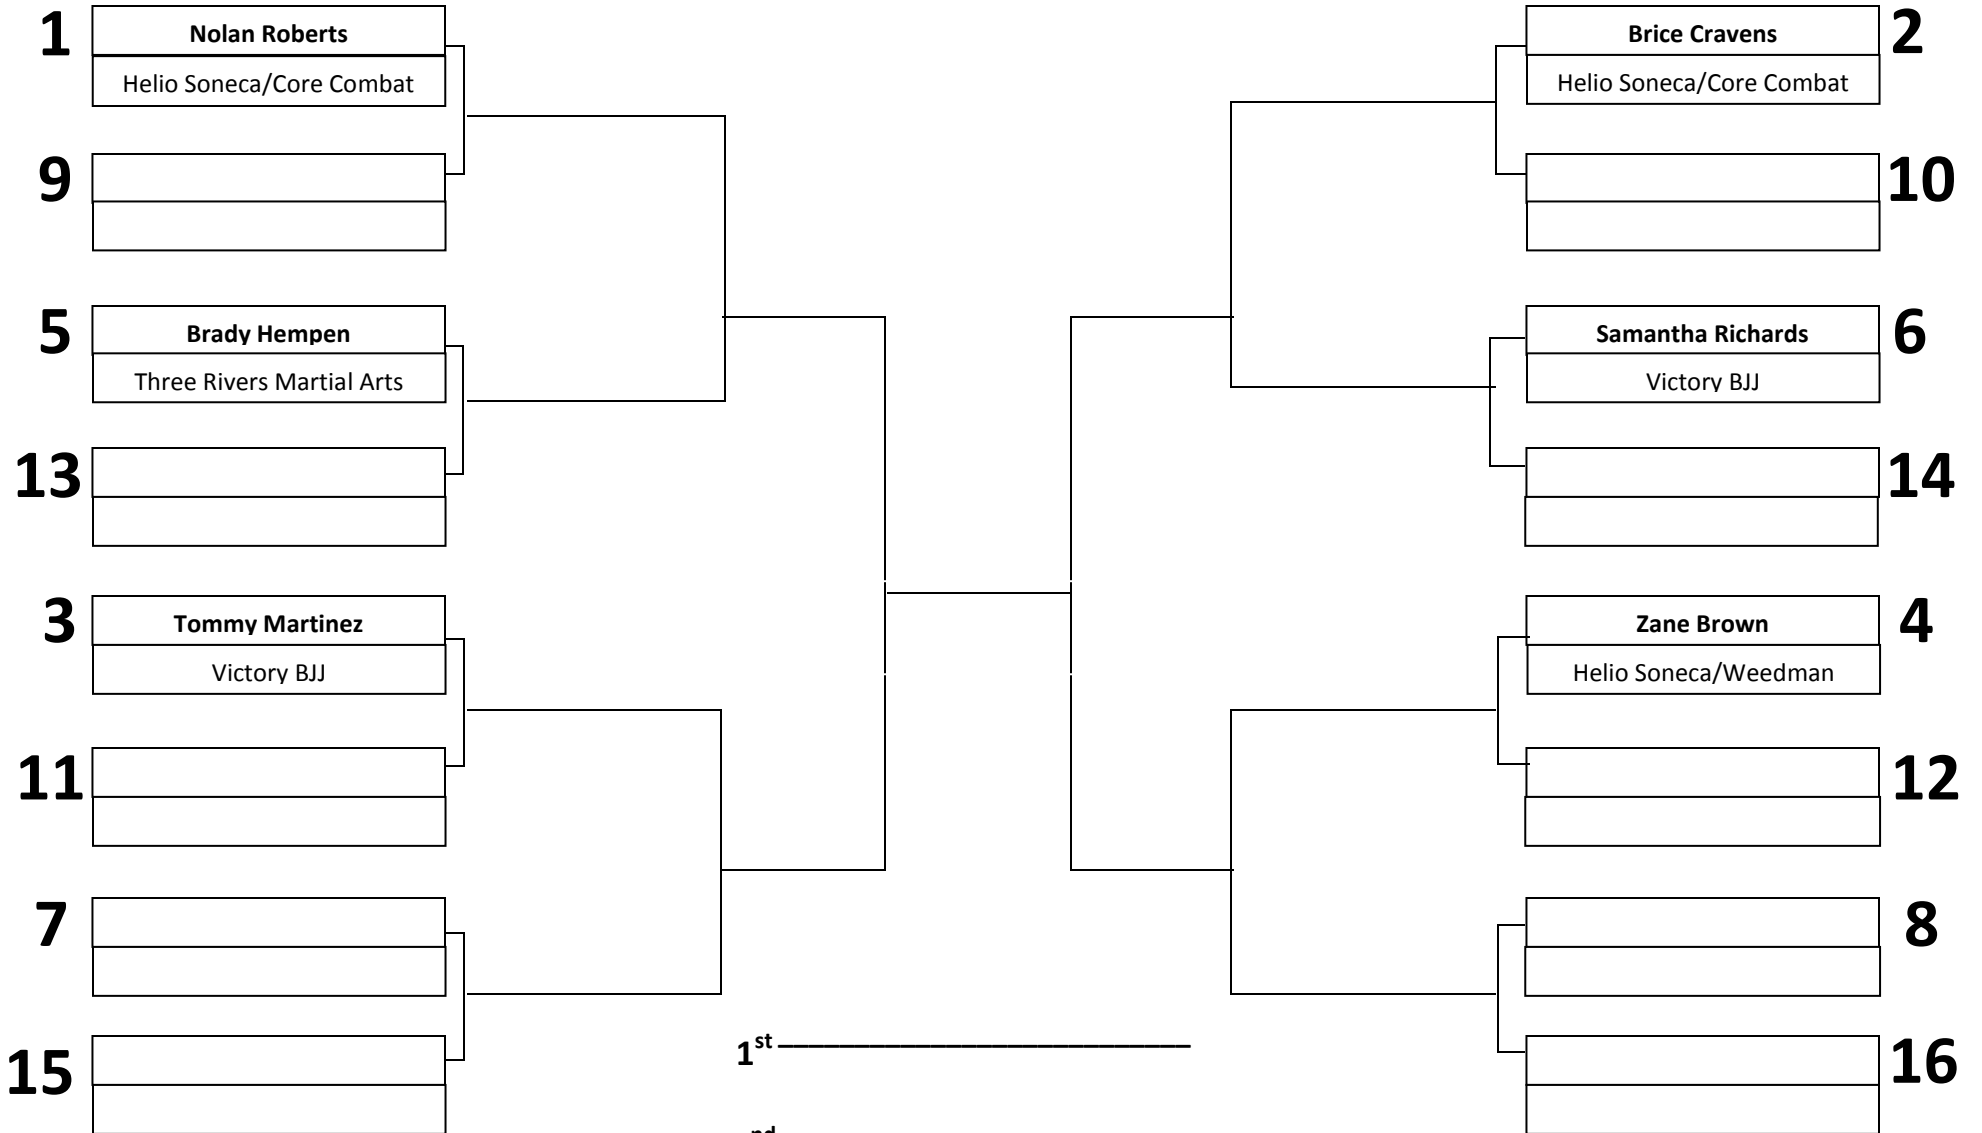 1
Nolan Roberts
Helio Soneca/Core Combat
9
5
Brady Hempen
Three Rivers Martial Arts
13
3
Tommy Martinez
Victory BJJ
11
7
15
1st
nd
Brice Cravens
2
Helio Soneca/Core Combat
10
Samantha Richards
6
Victory BJJ
14
Zane Brown
4
Helio Soneca/Weedman
12
8
16